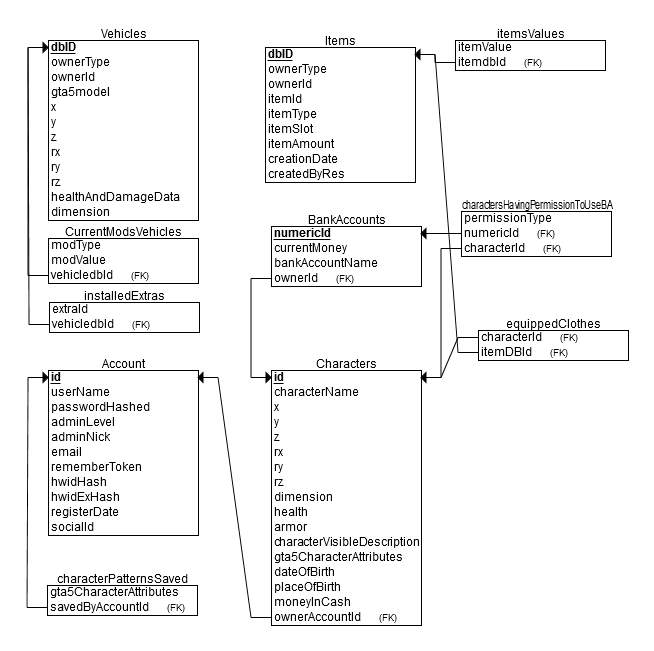 Vehicles
dbID
ownerType
ownerId
gta5model
x
y
z
rx
ry
rz
healthAndDamageData
dimension
Items
dbID
ownerType
ownerId
itemId
itemType
itemSlot
itemAmount
creationDate
createdByRes
itemsValues
itemValue
itemdbId (FK)
CurrentModsVehicles
modType
modValue
vehicledbId (FK)
BankAccounts
numericId
currentMoney
bankAccountName
ownerId (FK)
charactersHavingPermissionToUseBA
permissionType
numericId (FK)
characterId (FK)
installedExtras
extraId
vehicledbId (FK)
equippedClothes
characterId (FK)
itemDBId (FK)
Account
id
userName
passwordHashed
adminLevel
adminNick
email
rememberToken
hwidHash
hwidExHash
registerDate
socialId
Characters
id
characterName
x
y
z
rx
ry
rz
dimension
health
armor
characterVisibleDescription
gta5CharacterAttributes
dateOfBirth
placeOfBirth
moneyInCash
ownerAccountId (FK)
characterPatternsSaved
gta5CharacterAttributes
savedByAccountId (FK)